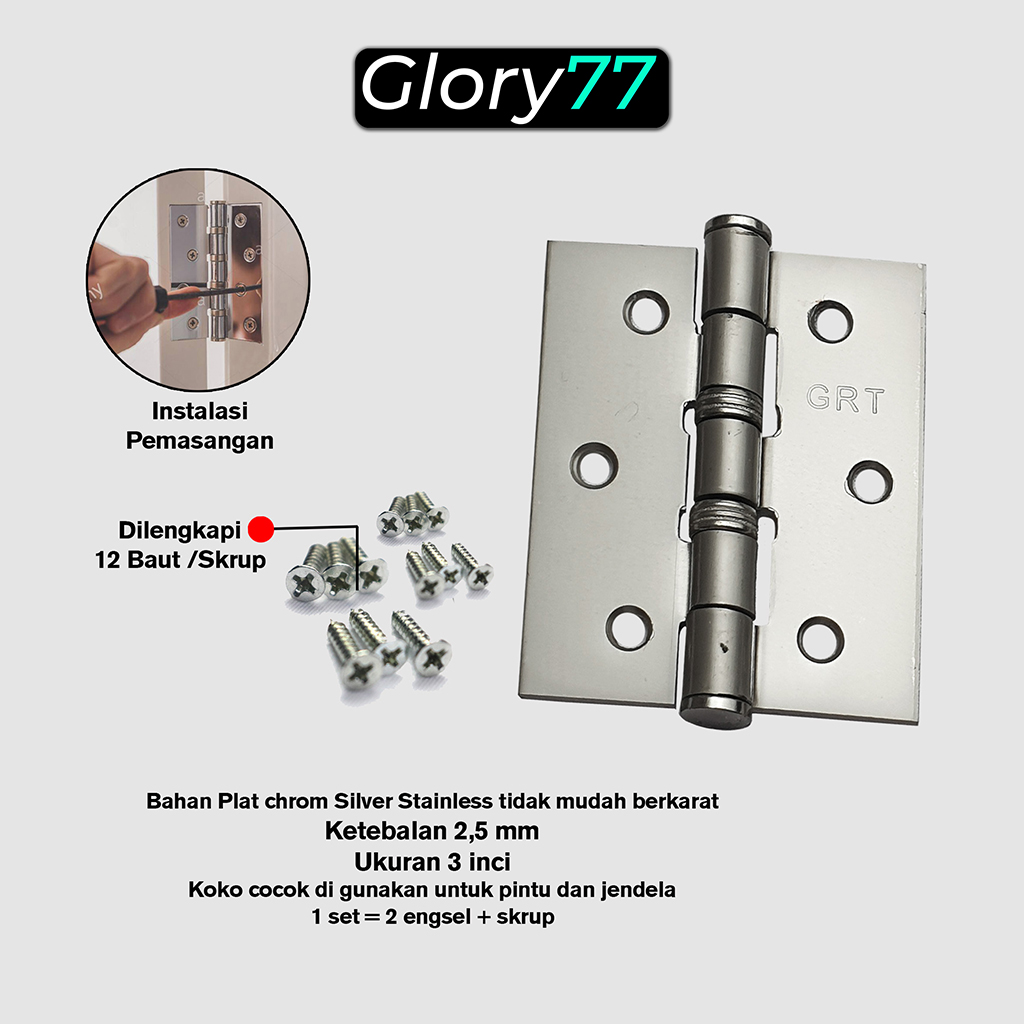 Glory77
Instalasi
Pemasangan
GRT
Dilengkapi
12 Baut /Skrup
Bahan Plat chrom Silver Stainless tidak mudah berkarat
Ketebalan 2,5 mm
Ukuran 3 inci
Koko cocok di gunakan untuk pintu dan jendela
1 set = 2 engsel + skrup